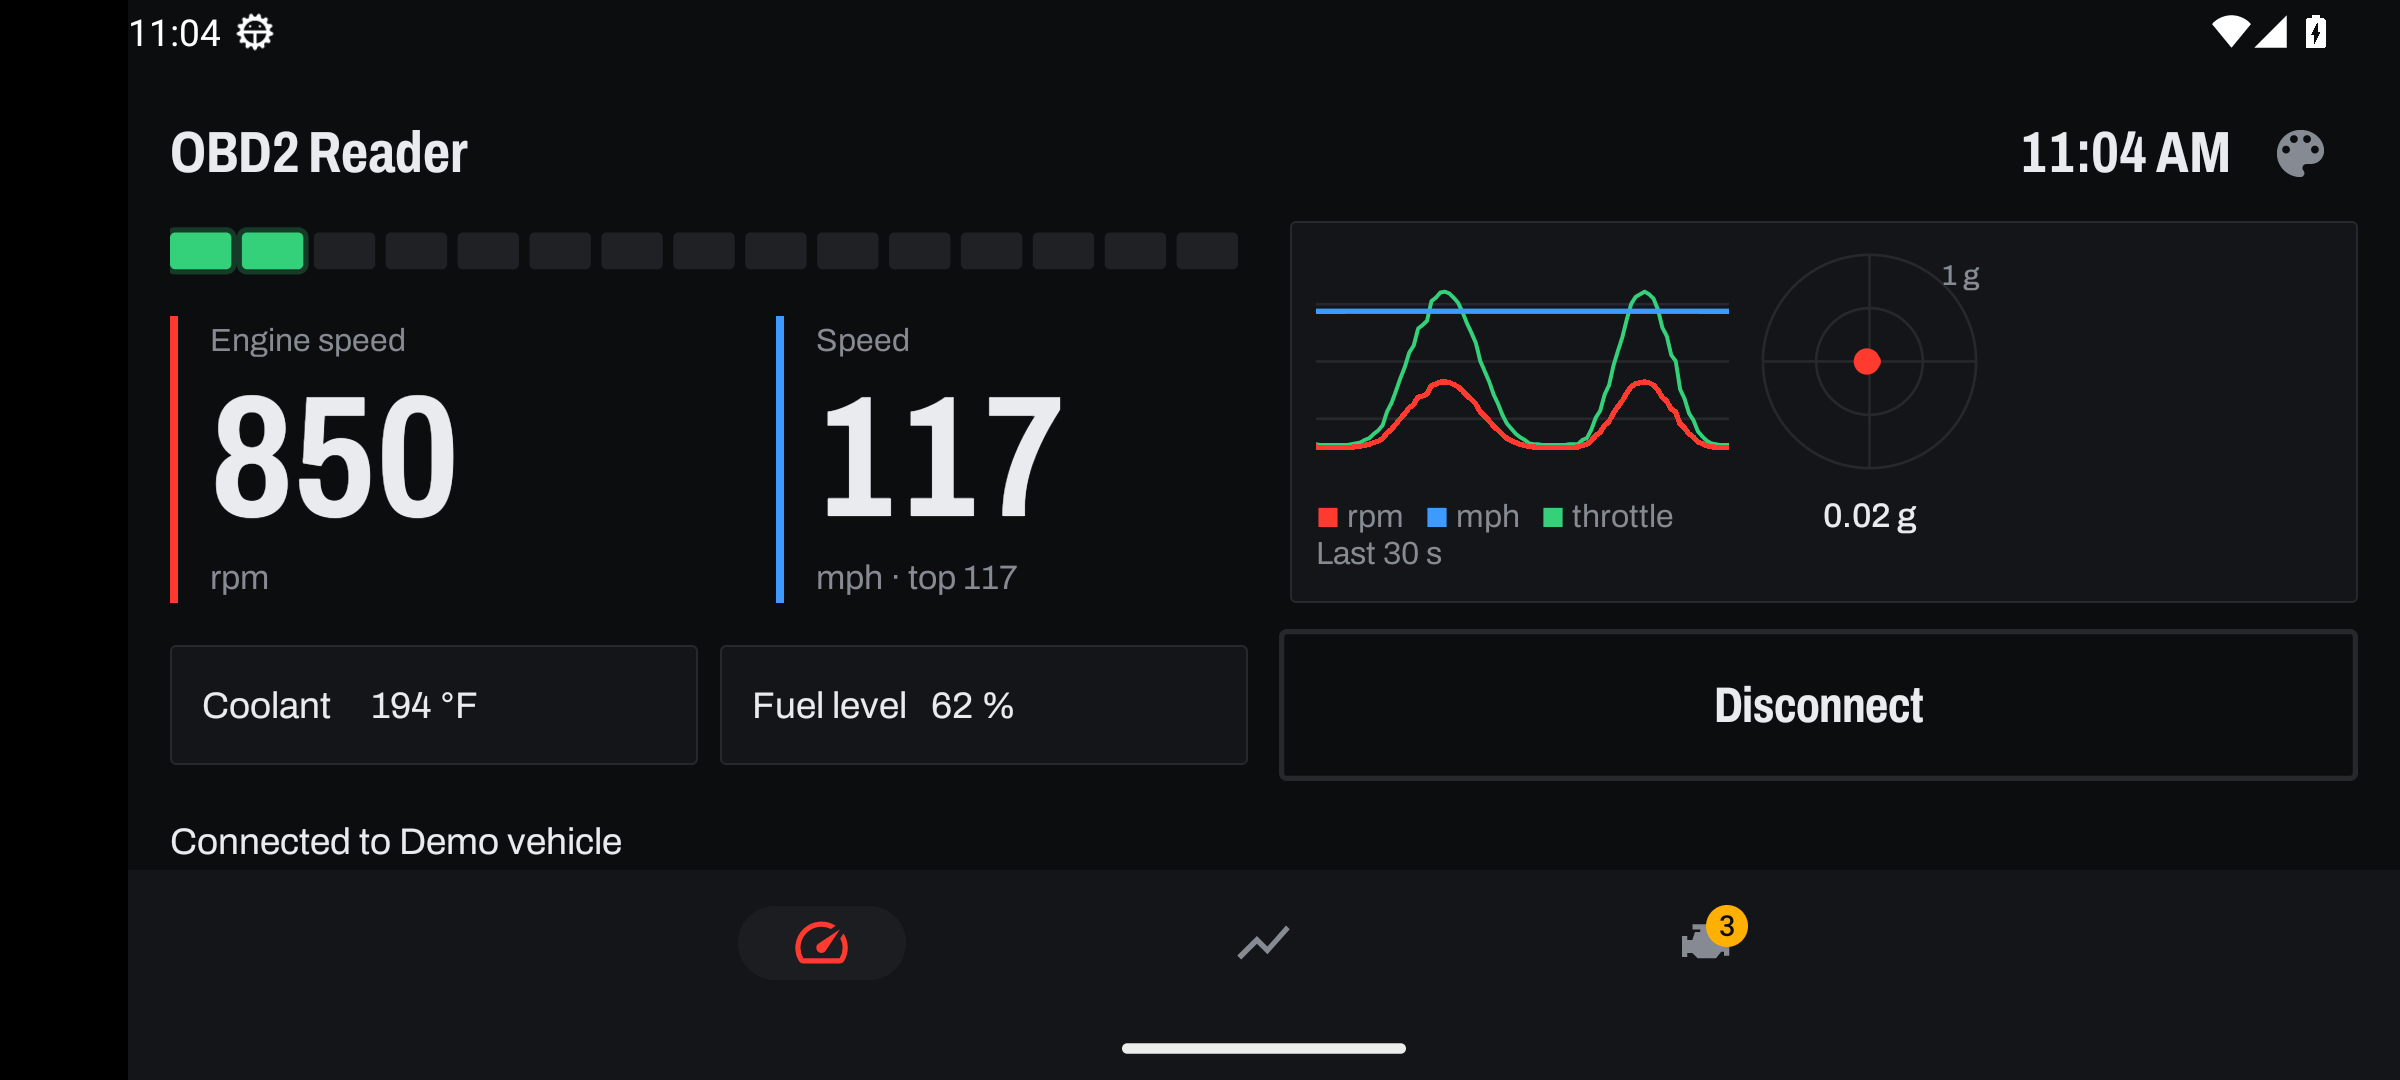 11:04
OBD2 Reader
11:04 AM
Engine speed
850
rpm
Speed
117
mph · top 117
1 g
rpm mph throttle
Last 30 s
0.02 g
Coolant 194 °F
Fuel level 62 %
Disconnect
Connected to Demo vehicle
3